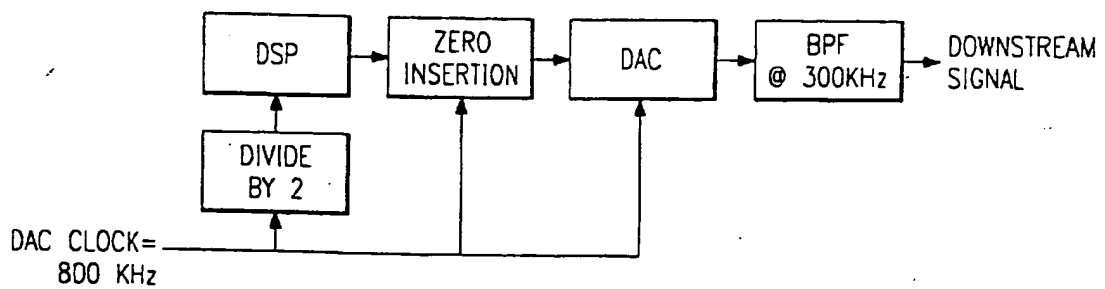 DSP
ZERO
INSERTION
DAC
BPF
@ 300KHz
DOWNSTREAM
SIGNAL
DIVIDE
BY 2
DAC CLOCK=
800 KHz